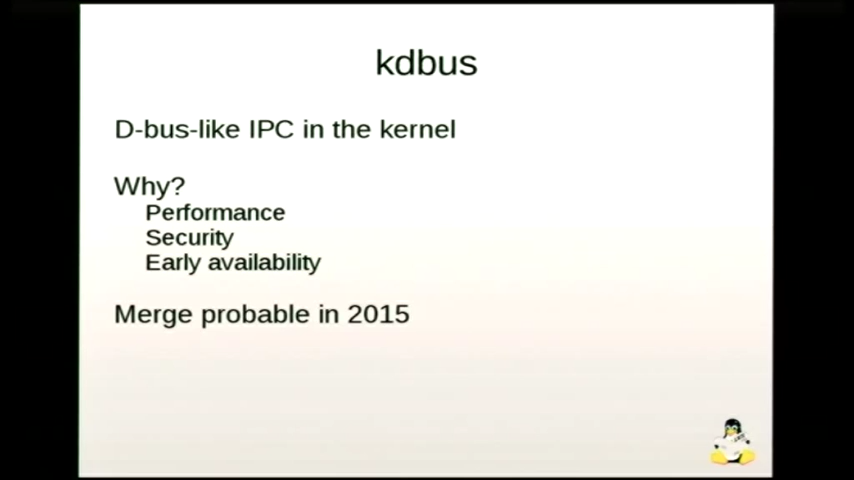 kdbus
D-bus-like IPC in the kernel
Why?
Performance
Security
Early availability
Merge probable in 2015